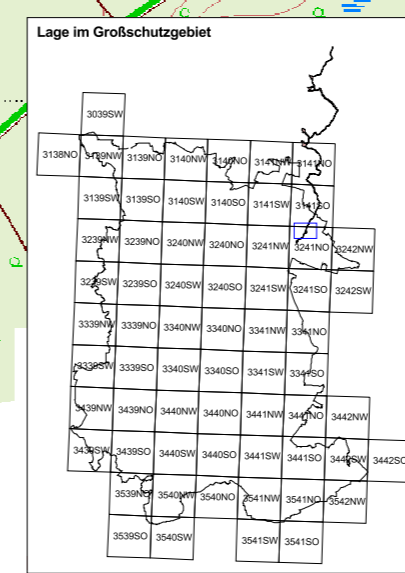 Lage im Großschutzgebiet
3039SW
3138NO 3139NW 3139NO 3140NW 3140NO 3141NW 3141NO
3139SW 3139SO 3140SW 3140SO 3141SW 3141SO
3239NW 3239NO 3240NW 3240NO 3241NW 3241NO 3242NW
3239SW 3239SO 3240SW 3240SO 3241SW 3241SO 3242SW
3339NW 3339NO 3340NW 3340NO 3341NW 3341NO
3339SW 3339SO 3340SW 3340SO 3341SW 3341SO
3439NW 3439NO 3440NW 3440NO 3441NW 3441NO 3442NW
3439SW 3439SO 3440SW 3440SO 3441SW 3441SO 3442SW 3442SO
3539NO 3540NW 3540NO 3541NW 3541NO 3542NW
3539SO 3540SW 3541SW 3541SO